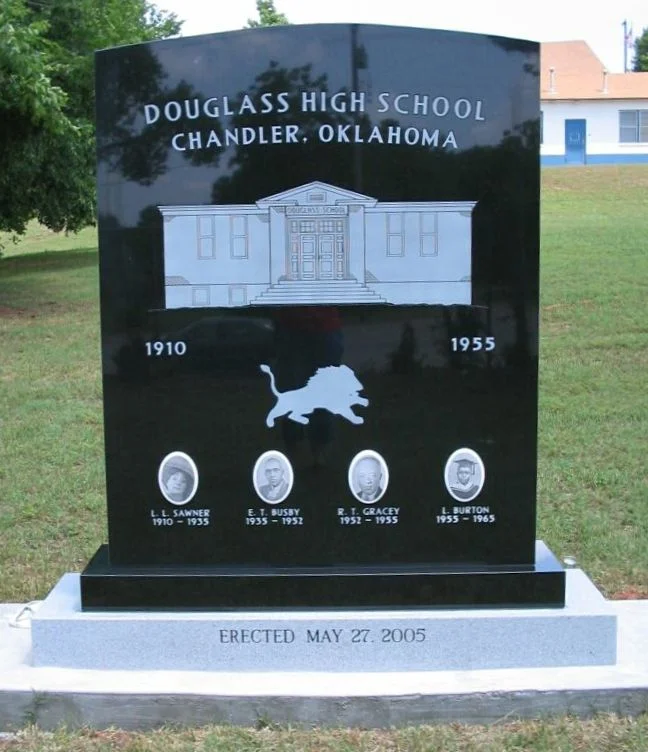 DOUGLASS HIGH SCHOOL
CHANDLER, OKLAHOMA
DOUGLASS SCHOOL
1910
1955
L. L. SAWNER
1910 – 1935
E. T. BUSBY
1935 – 1952
R. T. GRACEY
1952 – 1955
L. BURTON
1955 – 1965
ERECTED MAY 27, 2005